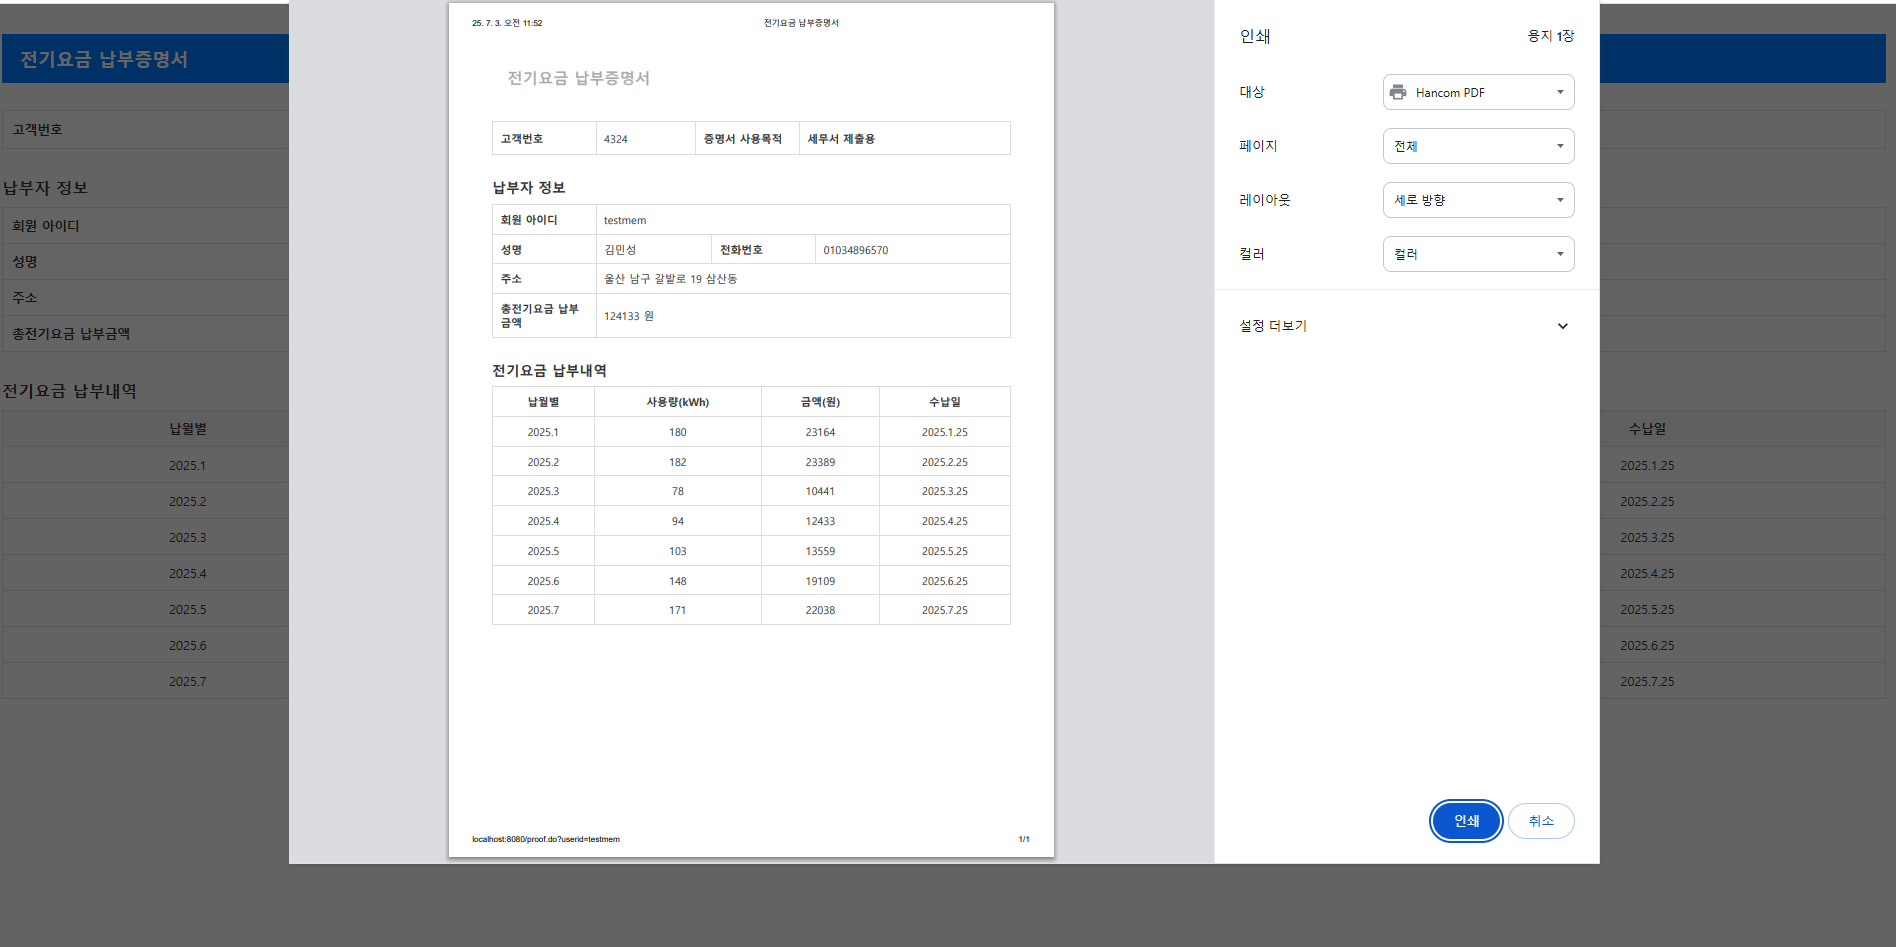 전기요금 납부증명서
고객번호
납부자 정보
회원 아이디
성명
주소
총전기요금 납부금액
전기요금 납부내역
납월별
2025.1
2025.2
2025.3
2025.4
2025.5
2025.6
2025.7
25. 7. 3. 오전 11:52 전기요금 납부증명서
전기요금 납부증명서
고객번호 4324 증명서 사용목적 세무서 제출용
납부자 정보
회원 아이디 testmem
성명 김민성 전화번호 01034896570
주소 울산 남구 갈밭로 19 삼산동
총전기요금 납부
금액
124133 원
전기요금 납부내역
납월별 사용량(kWh) 금액(원) 수납일
2025.1 180 23164 2025.1.25
2025.2 182 23389 2025.2.25
2025.3 78 10441 2025.3.25
2025.4 94 12433 2025.4.25
2025.5 103 13559 2025.5.25
2025.6 148 19109 2025.6.25
2025.7 171 22038 2025.7.25
localhost:8080/proof.do?userid=testmem 1/1
인쇄 용지 1장
대상 Hancom PDF
페이지 전체
레이아웃 세로 방향
컬러 컬러
설정 더보기
인쇄 취소
수납일
2025.1.25
2025.2.25
2025.3.25
2025.4.25
2025.5.25
2025.6.25
2025.7.25